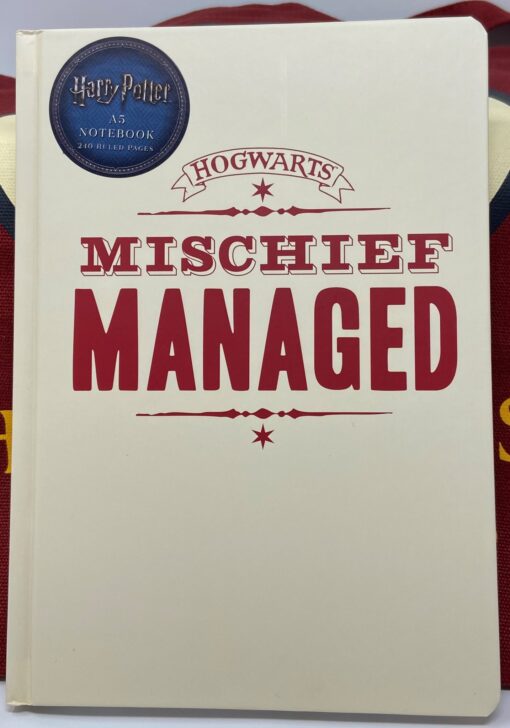 Harry Potter
A5
NOTEBOOK
240 RULED PAGES
HOGWARTS
MISCHIEF
MANAGED